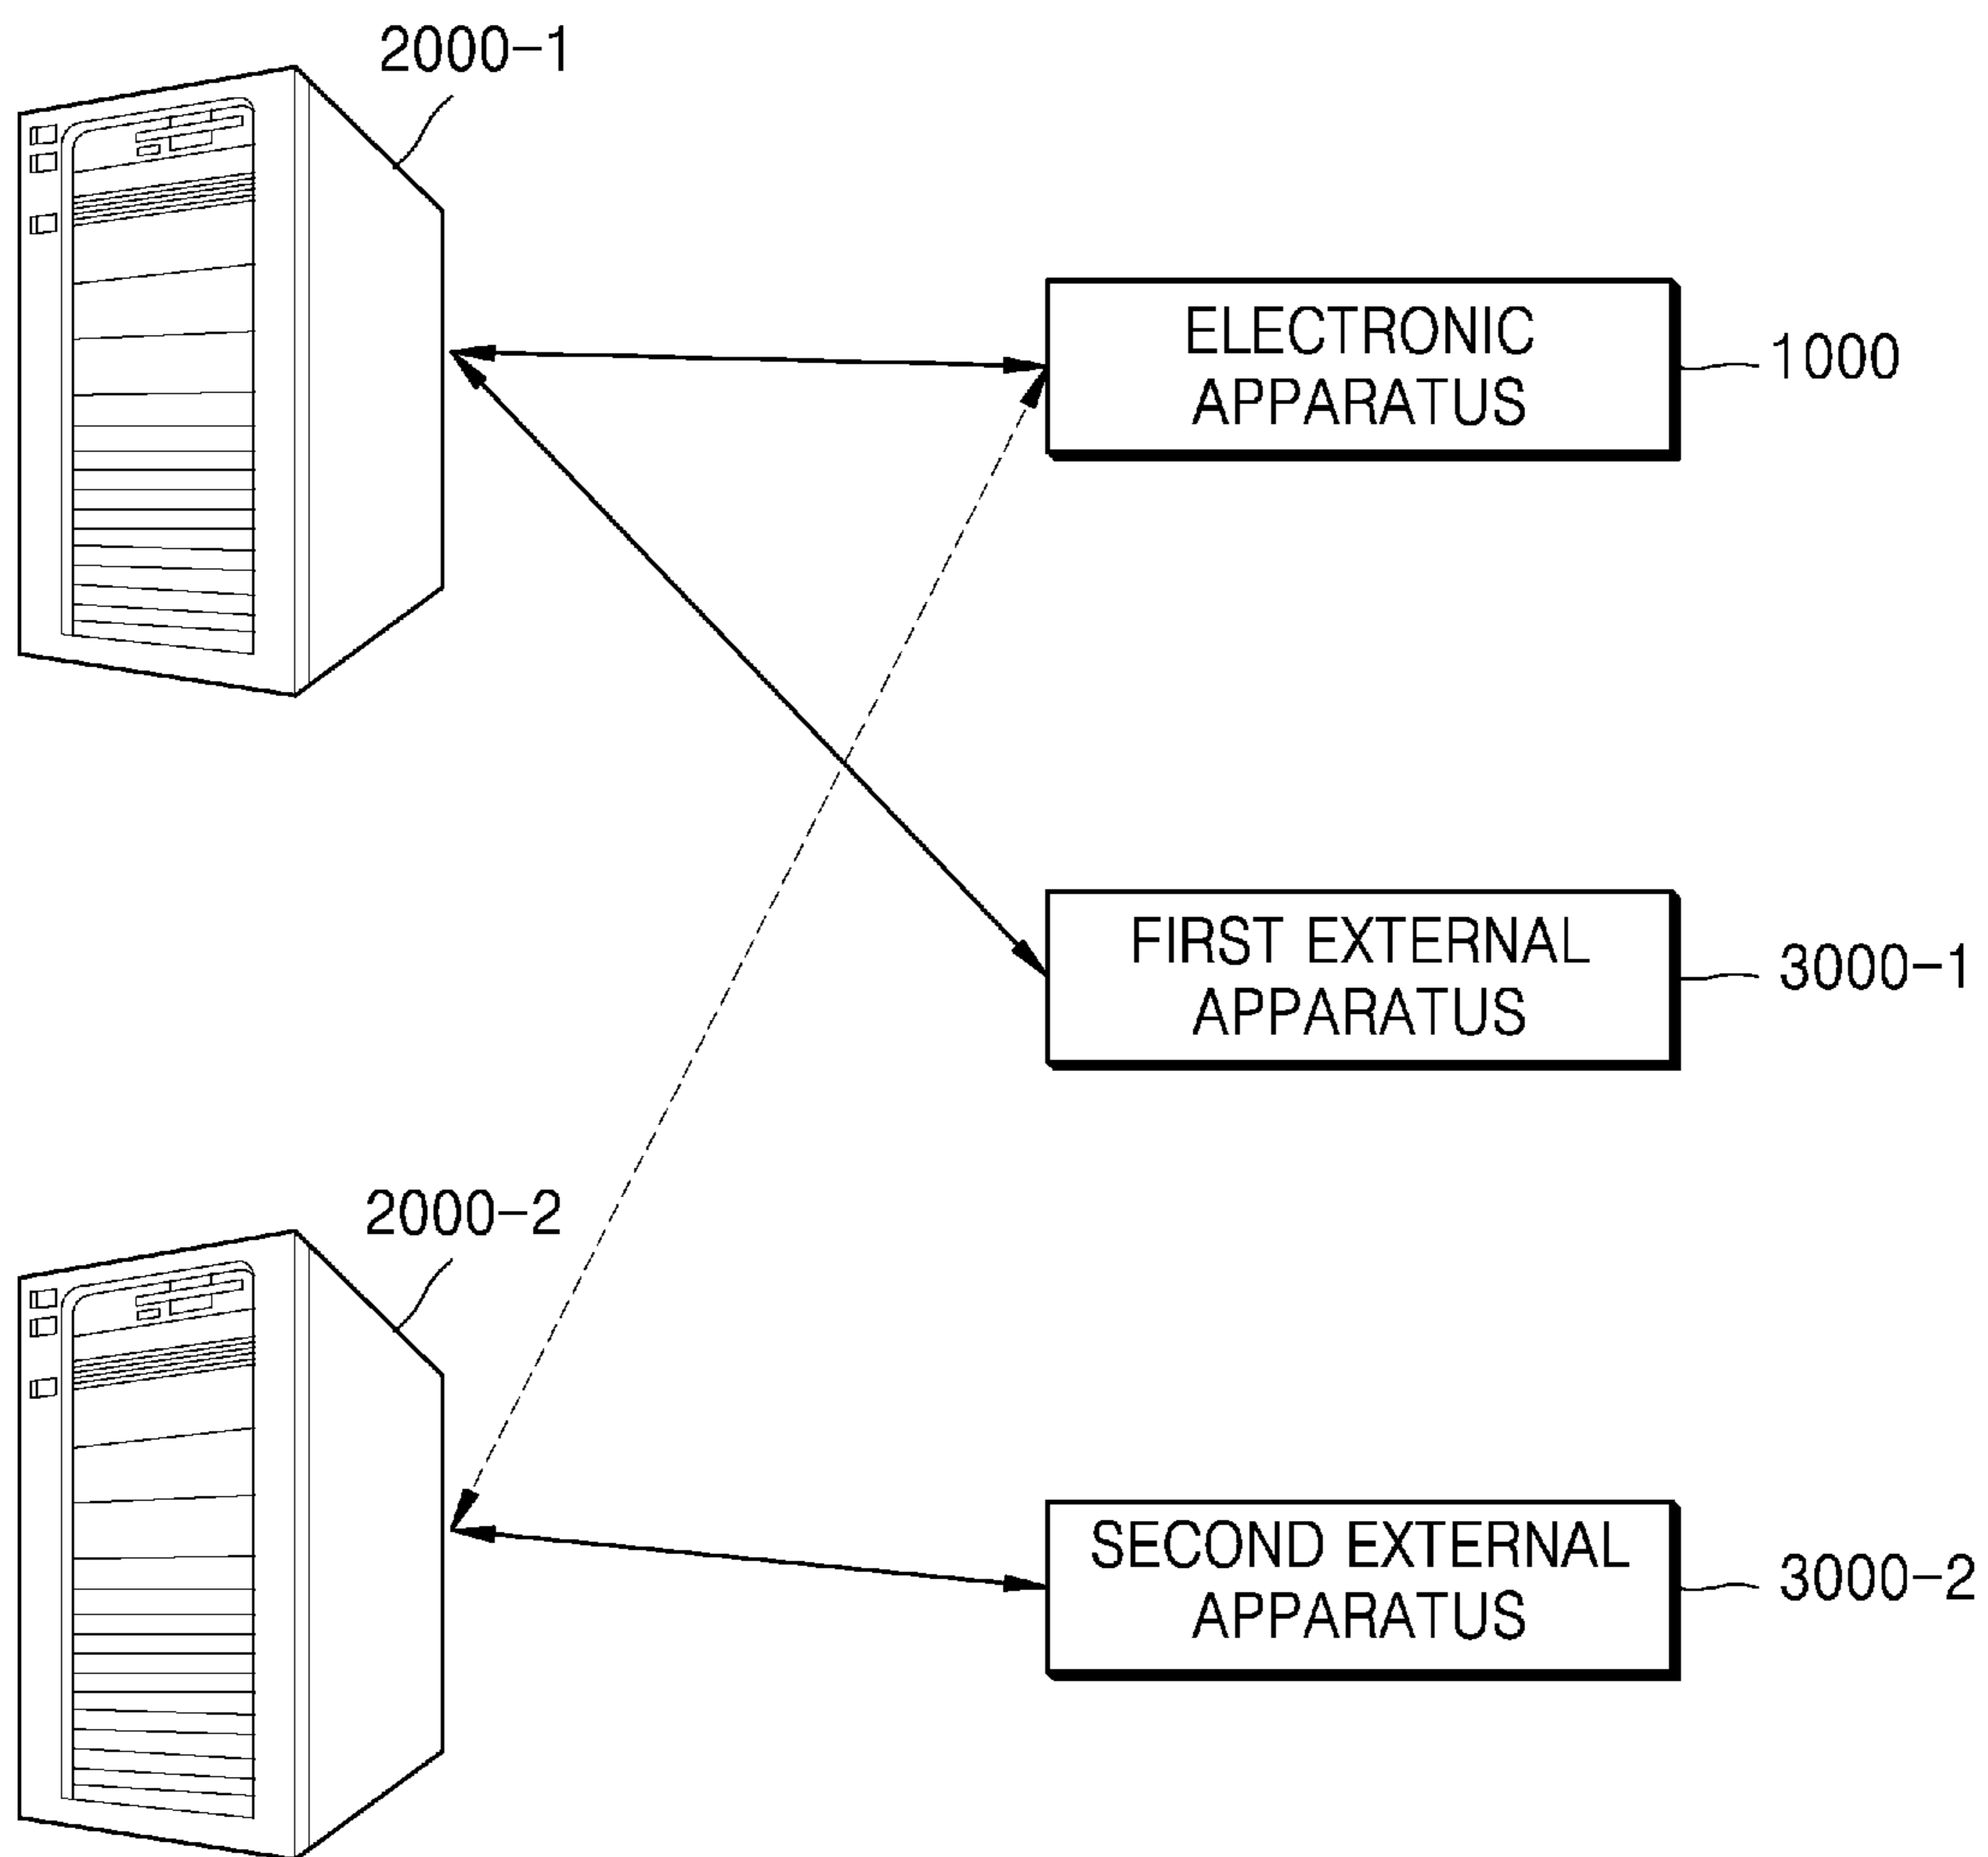 2000-1
ELECTRONIC
APPARATUS
1000
FIRST EXTERNAL
APPARATUS
3000-1
2000-2
SECOND EXTERNAL
APPARATUS
3000-2